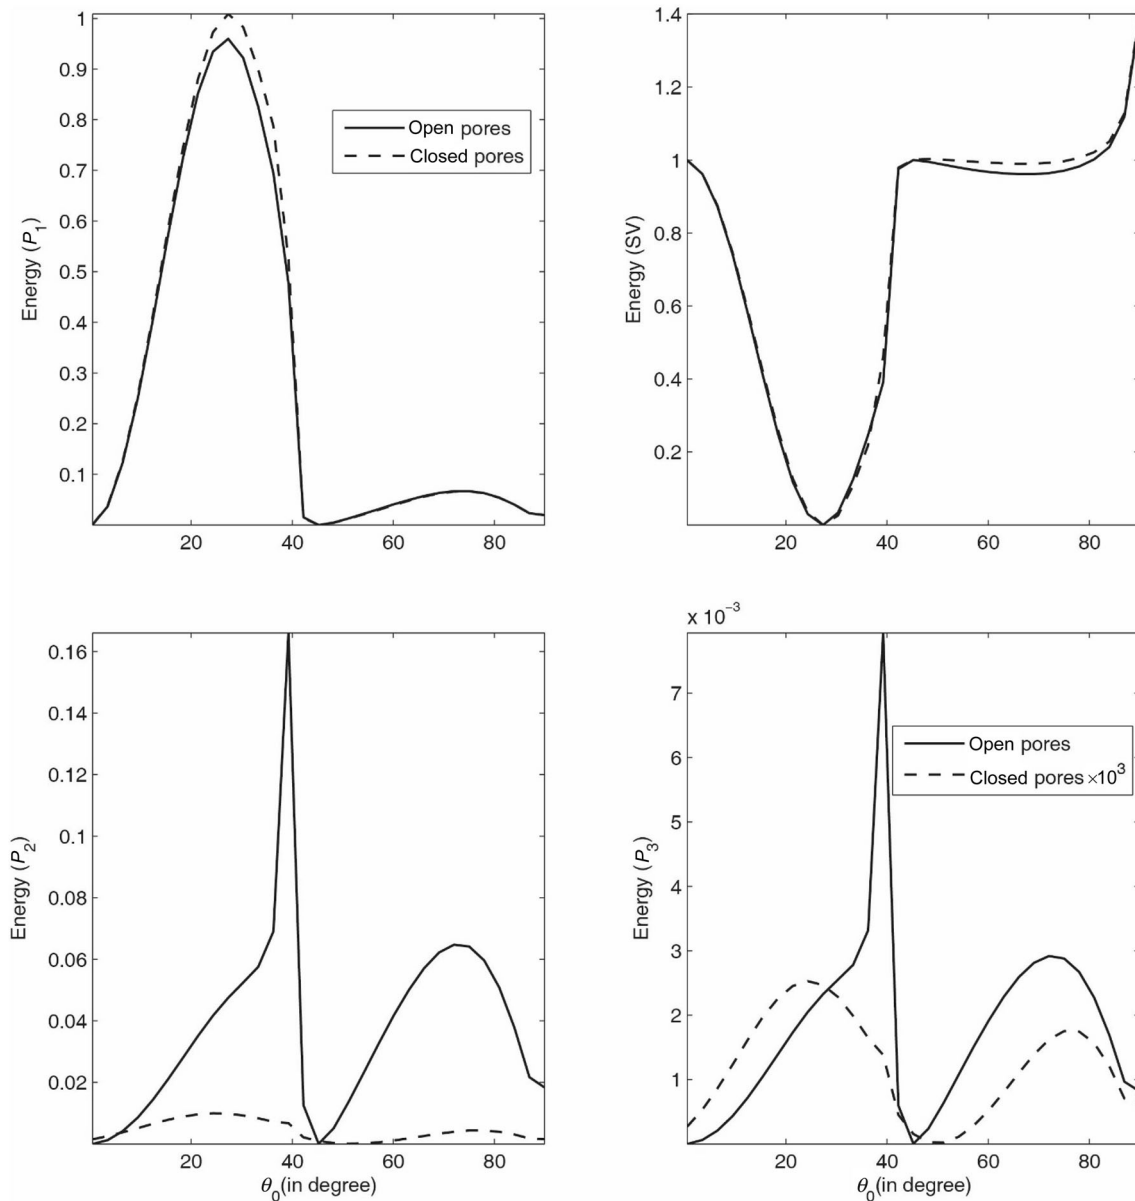 1
0.9
0.8
0.7
0.6
0.5
0.4
0.3
0.2
0.1
20 40 60 80
Energy (P₁)
Open pores
Closed pores
1.4
1.2
1
0.8
0.6
0.4
0.2
20 40 60 80
Energy (SV)
0.16
0.14
0.12
0.1
0.08
0.06
0.04
0.02
20 40 60 80
Energy (P₂)
θ₀(in degree)
x 10⁻³
7
6
5
4
3
2
1
20 40 60 80
Energy (P₃)
Open pores
Closed pores ×10³
θ₀(in degree)